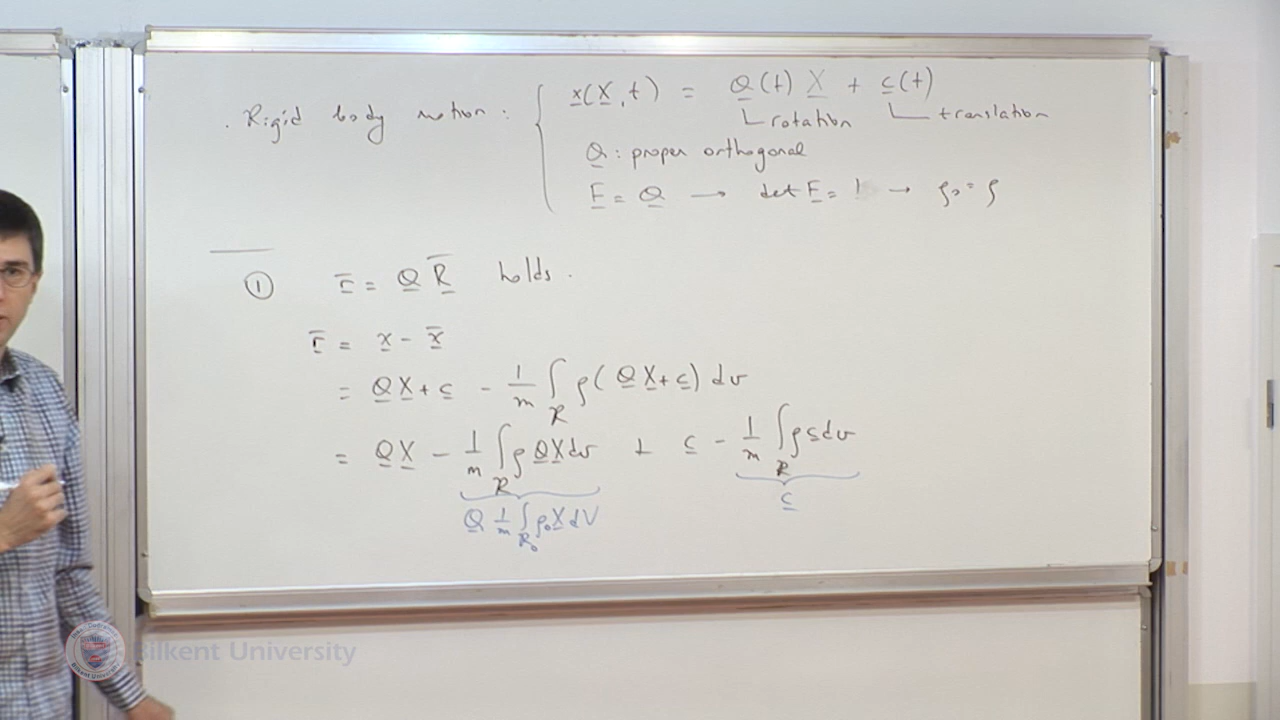 . Rigid body motion : { x(X,t) = Q(t) X + c(t)
rotation translation
Q : proper orthogonal
F = Q → det F = 1 → ρ₀ = ρ
① r̄ = Q R̄ holds .
r̄ = x - x̄
= QX + c - 1/m ∫_R ρ( QX + c ) dv
= QX - 1/m ∫_R ρ QX dv + c - 1/m ∫_R ρ c dv
Q 1/m ∫_R₀ ρ₀ X dV c
Bilkent University